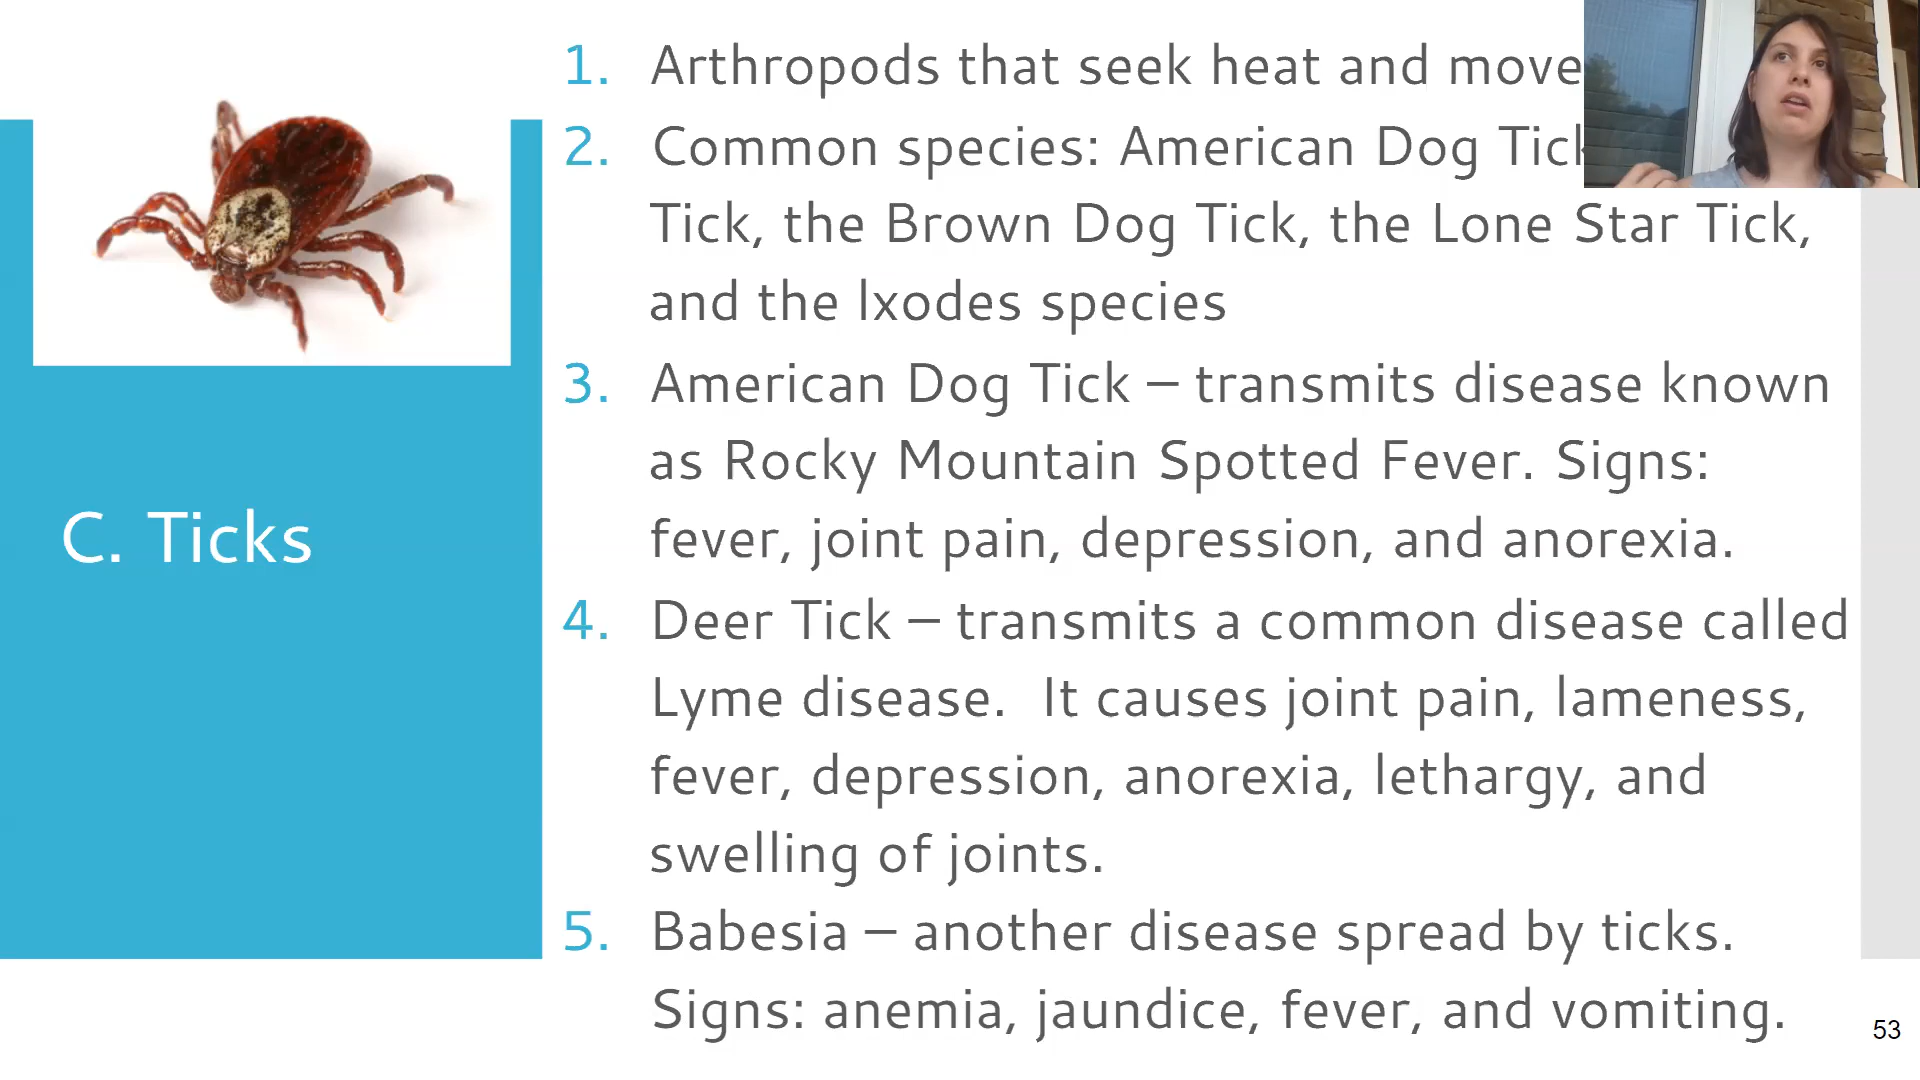 C. Ticks
1. Arthropods that seek heat and move
2. Common species: American Dog
Tick, the Brown Dog Tick, the Lone Star Tick,
and the Ixodes species
3. American Dog Tick – transmits disease known
as Rocky Mountain Spotted Fever. Signs:
fever, joint pain, depression, and anorexia.
4. Deer Tick – transmits a common disease called
Lyme disease. It causes joint pain, lameness,
fever, depression, anorexia, lethargy, and
swelling of joints.
5. Babesia – another disease spread by ticks.
Signs: anemia, jaundice, fever, and vomiting.
53